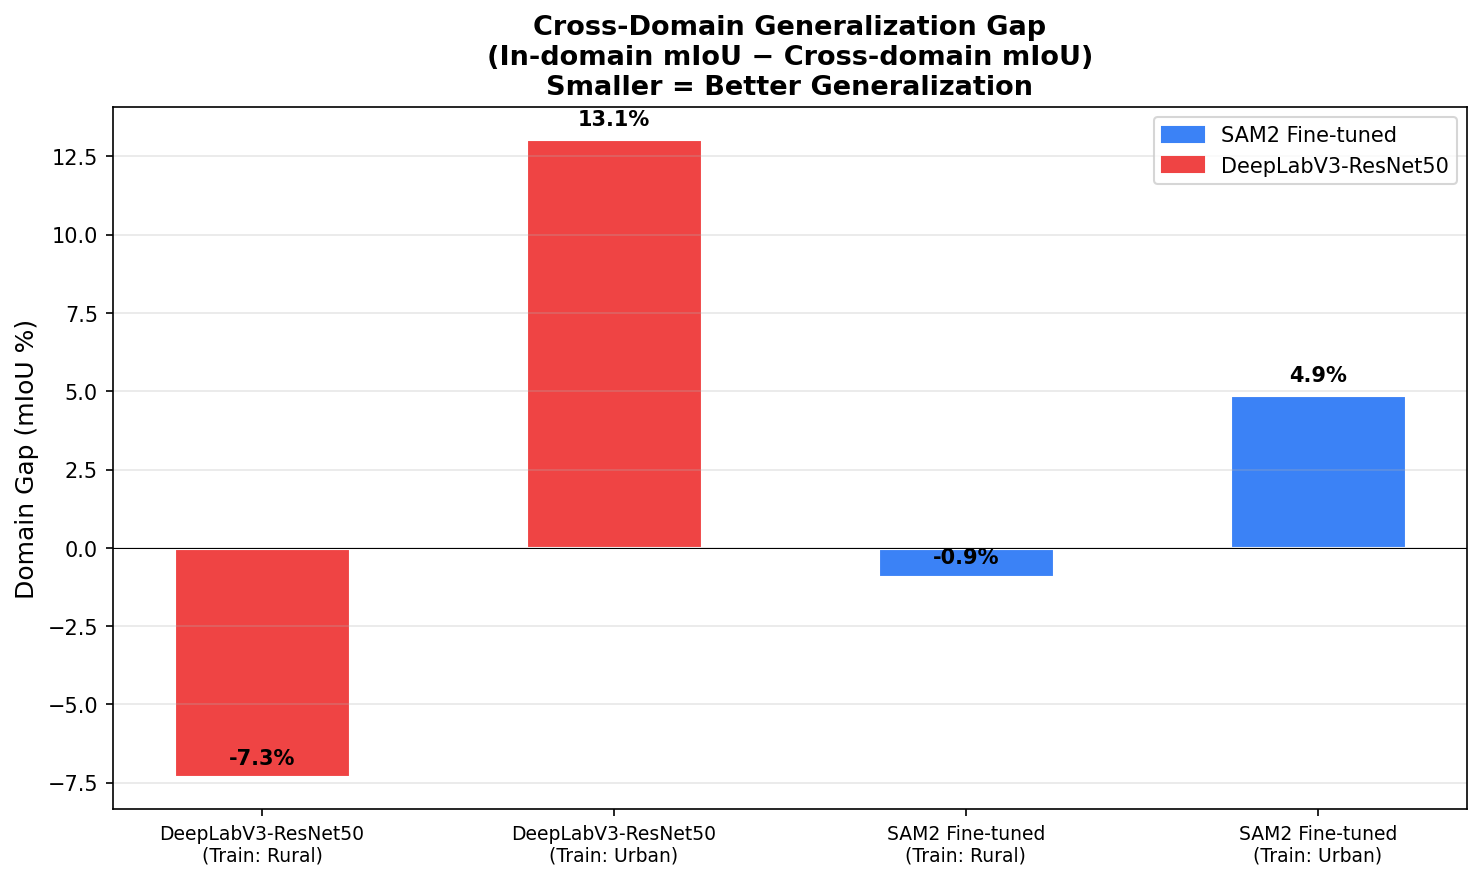 Cross-Domain Generalization Gap
(In-domain mIoU − Cross-domain mIoU)
Smaller = Better Generalization
SAM2 Fine-tuned
DeepLabV3-ResNet50
Domain Gap (mIoU %)
12.5
10.0
7.5
5.0
2.5
0.0
−2.5
−5.0
−7.5
-7.3%
13.1%
-0.9%
4.9%
DeepLabV3-ResNet50
(Train: Rural)
DeepLabV3-ResNet50
(Train: Urban)
SAM2 Fine-tuned
(Train: Rural)
SAM2 Fine-tuned
(Train: Urban)